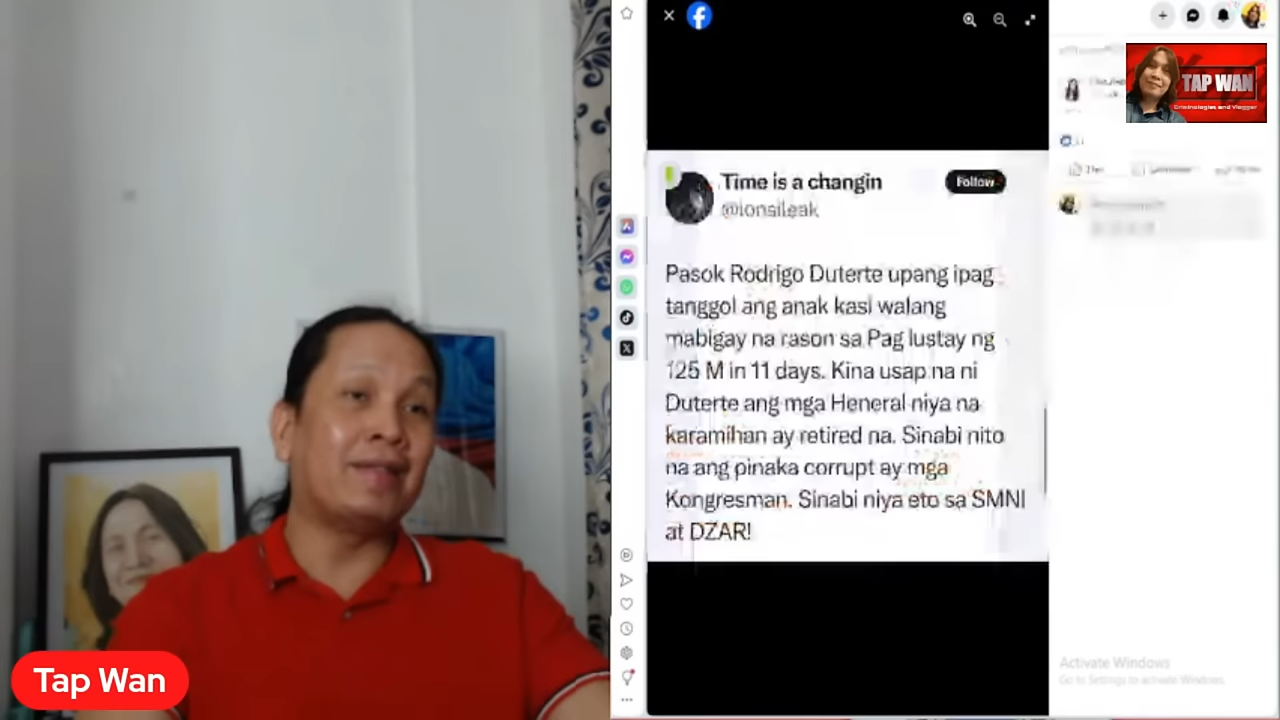 TAP WAN
Criminologist and Vlogger
Time is a changin
Follow
@ionsileak
Pasok Rodrigo Duterte upang ipag
tanggol ang anak kasi walang
mabigay na rason sa Pag lustay ng
125 M in 11 days. Kina usap na ni
Duterte ang mga Heneral niya na
karamihan ay retired na. Sinabi nito
na ang pinaka corrupt ay mga
Kongresman. Sinabi niya eto sa SMNI
at DZAR!
Tap Wan
Activate Windows
Go to Settings to activate Windows.